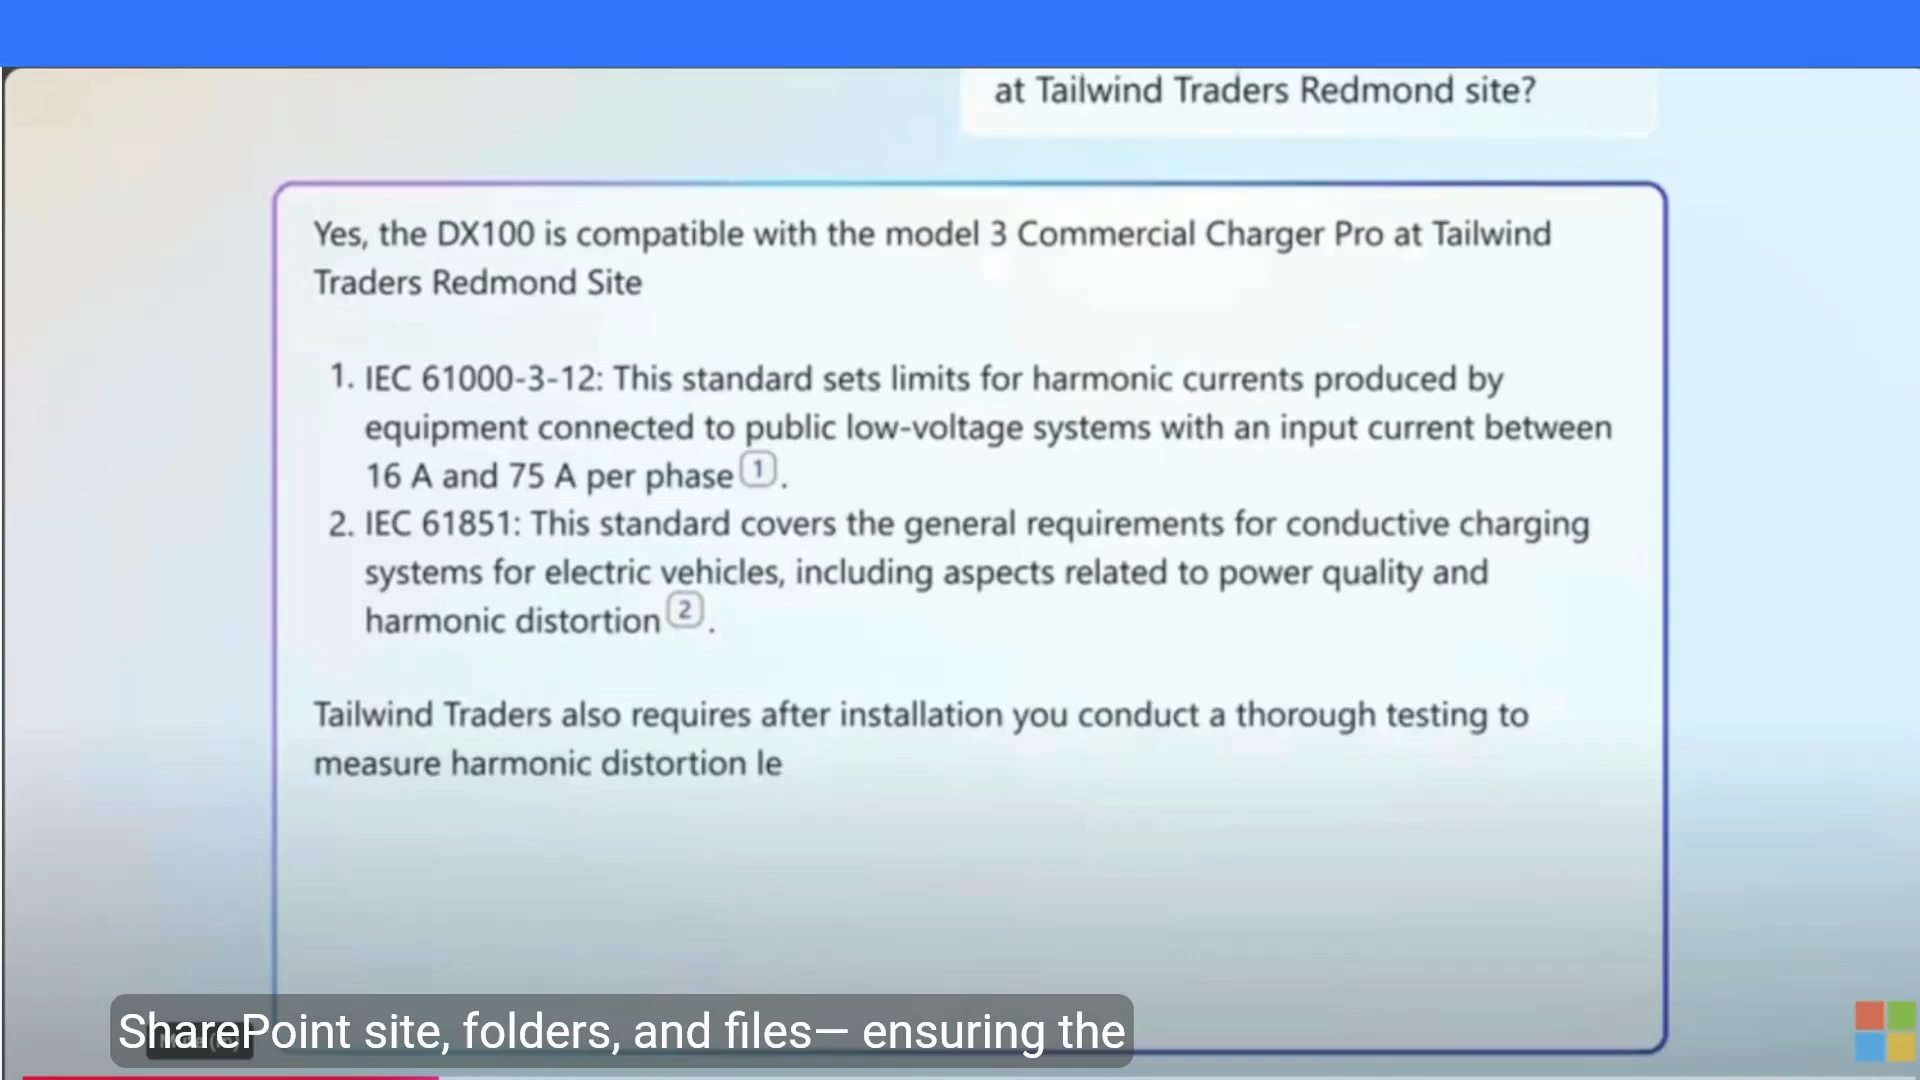 at Tailwind Traders Redmond site?
Yes, the DX100 is compatible with the model 3 Commercial Charger Pro at Tailwind
Traders Redmond Site
1. IEC 61000-3-12: This standard sets limits for harmonic currents produced by
equipment connected to public low-voltage systems with an input current between
16 A and 75 A per phase 1.
2. IEC 61851: This standard covers the general requirements for conductive charging
systems for electric vehicles, including aspects related to power quality and
harmonic distortion 2.
Tailwind Traders also requires after installation you conduct a thorough testing to
measure harmonic distortion le
SharePoint site, folders, and files— ensuring the